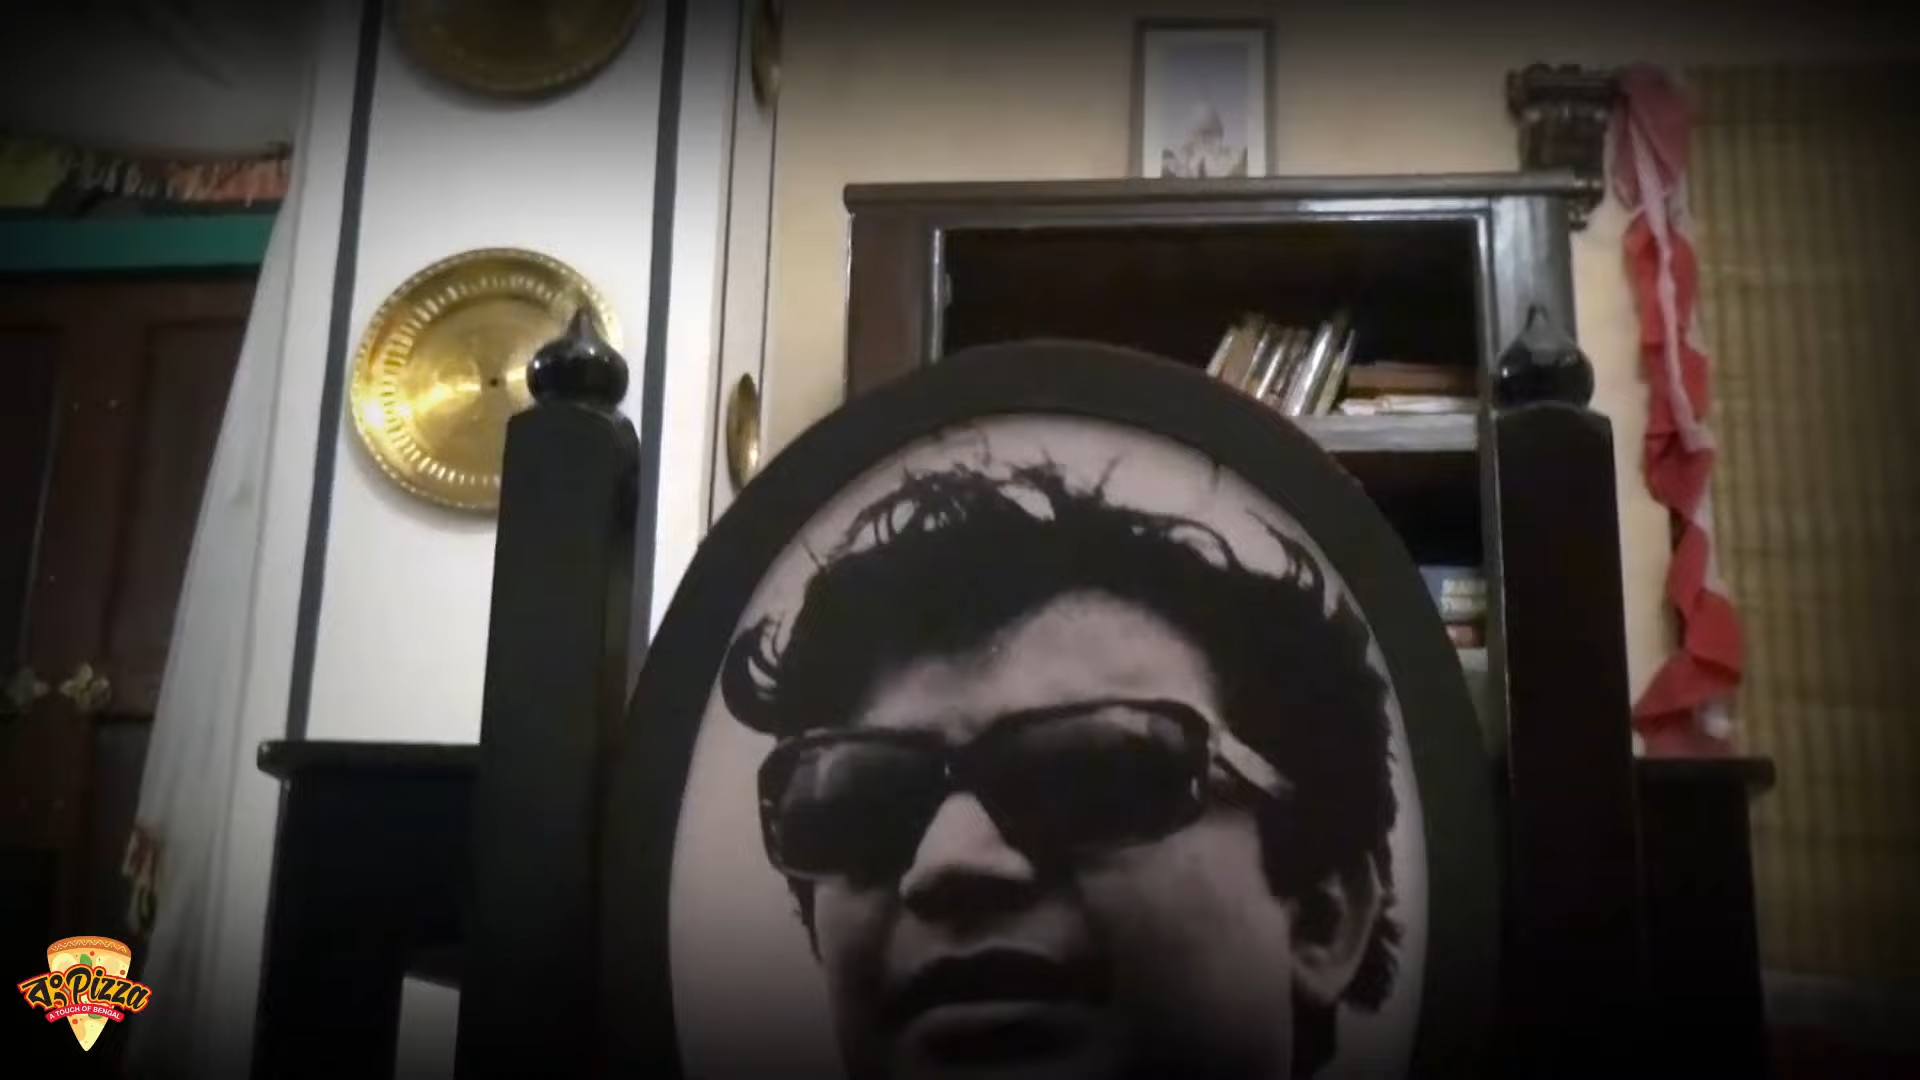 বং Pizza
A TOUCH OF BENGAL